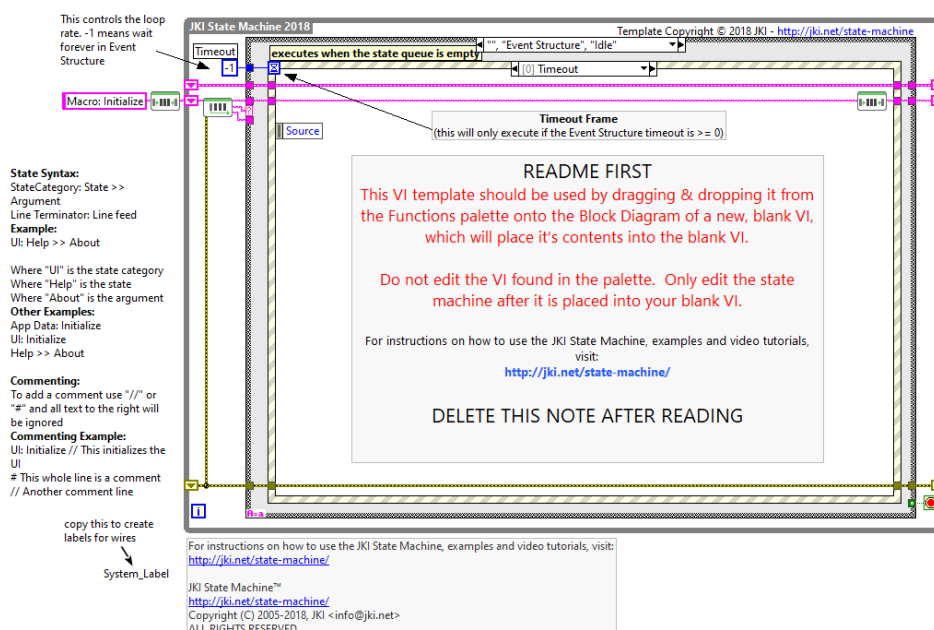 This controls the loop
rate. -1 means wait
forever in Event
Structure
JKI State Machine 2018
Template Copyright © 2018 JKI - http://jki.net/state-machine
Timeout
executes when the state queue is empty
"", "Event Structure", "Idle"
-1
[0] Timeout
Macro: Initialize
Source
Timeout Frame
(this will only execute if the Event Structure timeout is >= 0)
README FIRST
This VI template should be used by dragging & dropping it from
the Functions palette onto the Block Diagram of a new, blank VI,
which will place it's contents into the blank VI.
Do not edit the VI found in the palette. Only edit the state
machine after it is placed into your blank VI.
For instructions on how to use the JKI State Machine, examples and video tutorials,
visit:
http://jki.net/state-machine/
DELETE THIS NOTE AFTER READING
State Syntax:
StateCategory: State >>
Argument
Line Terminator: Line feed
Example:
UI: Help >> About
Where "UI" is the state category
Where "Help" is the state
Where "About" is the argument
Other Examples:
App Data: Initialize
UI: Initialize
Help >> About
Commenting:
To add a comment use "//" or
"#" and all text to the right will
be ignored
Commenting Example:
UI: Initialize // This initializes the
UI
# This whole line is a comment
// Another comment line
i
A=a
copy this to create
labels for wires
System_Label
For instructions on how to use the JKI State Machine, examples and video tutorials, visit:
http://jki.net/state-machine/
JKI State Machine™
http://jki.net/state-machine/
Copyright (C) 2005-2018, JKI <info@jki.net>
ALL RIGHTS RESERVED